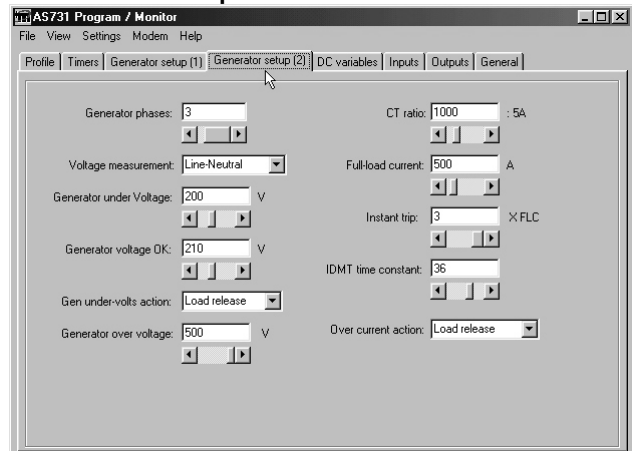 AS731 Program / Monitor
File View Settings Modem Help
Profile Timers Generator setup (1) Generator setup (2) DC variables Inputs Outputs General
Generator phases: 3
Voltage measurement: Line-Neutral
Generator under Voltage: 200 V
Generator voltage OK: 210 V
Gen under-volts action: Load release
Generator over voltage: 500 V
CT ratio: 1000 : 5A
Full-load current: 500 A
Instant trip: 3 X FLC
IDMT time constant: 36
Over current action: Load release